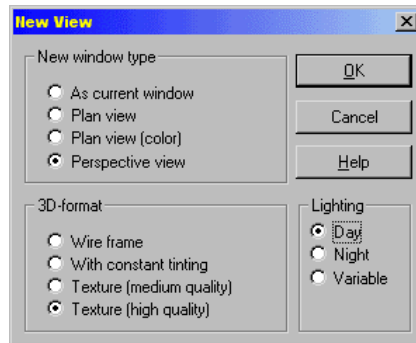 New View
New window type
As current window
Plan view
Plan view (color)
Perspective view
OK
Cancel
Help
3D-format
Wire frame
With constant tinting
Texture (medium quality)
Texture (high quality)
Lighting
Day
Night
Variable